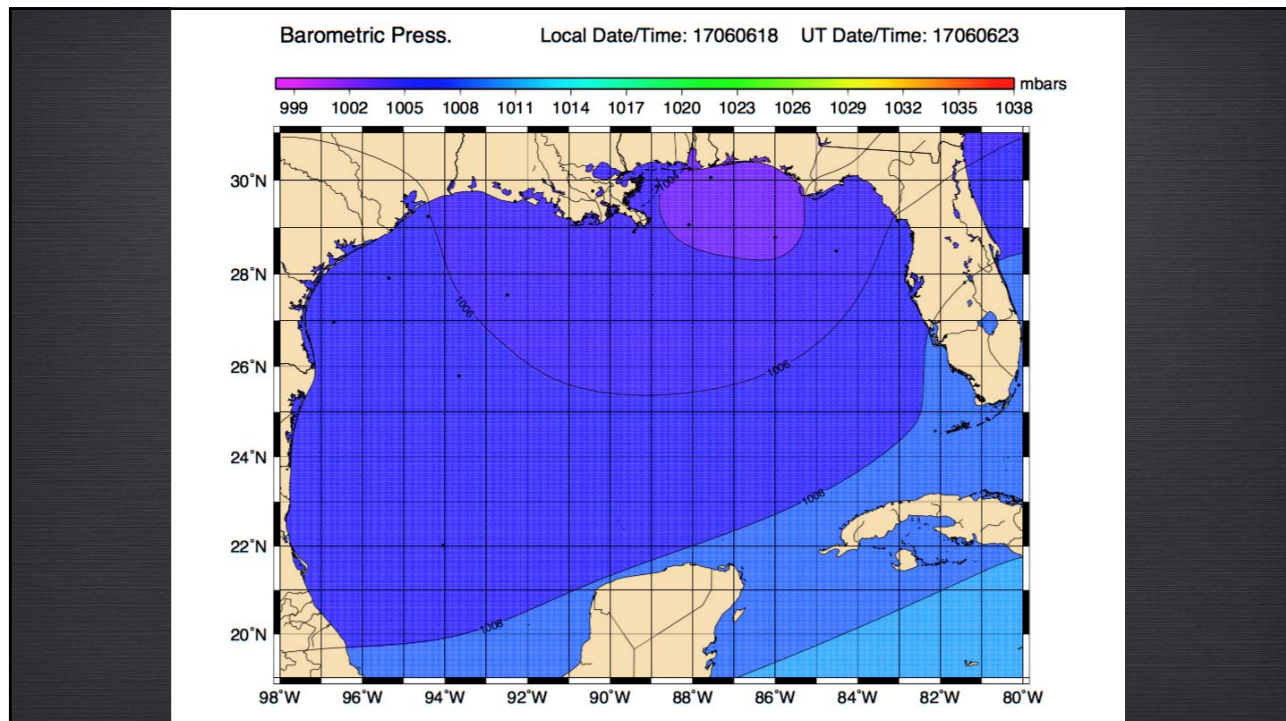 Barometric Press. Local Date/Time: 17060618 UT Date/Time: 17060623
mbars
999 1002 1005 1008 1011 1014 1017 1020 1023 1026 1029 1032 1035 1038
30°N
1004
28°N
1006
26°N
1008
24°N
1008
22°N
1008
20°N
98°W 96°W 94°W 92°W 90°W 88°W 86°W 84°W 82°W 80°W